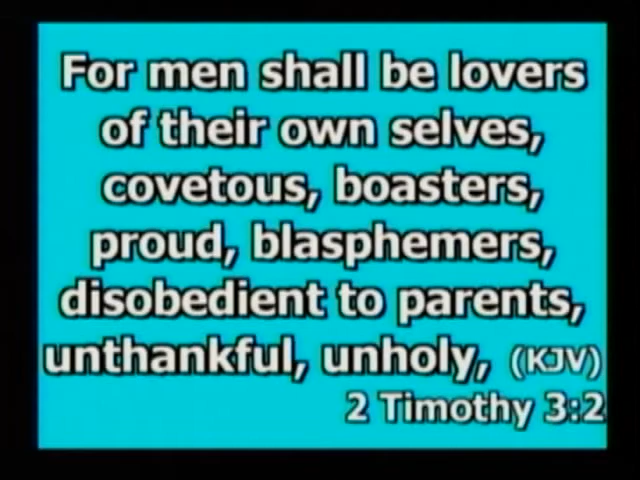 For men shall be lovers
of their own selves,
covetous, boasters,
proud, blasphemers,
disobedient to parents,
unthankful, unholy, (KJV)
2 Timothy 3:2